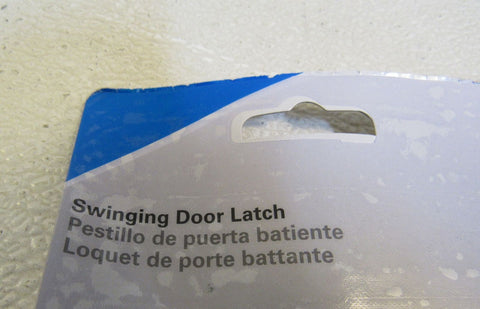 Swinging Door Latch
Pestillo de puerta batiente
Loquet de porte battante